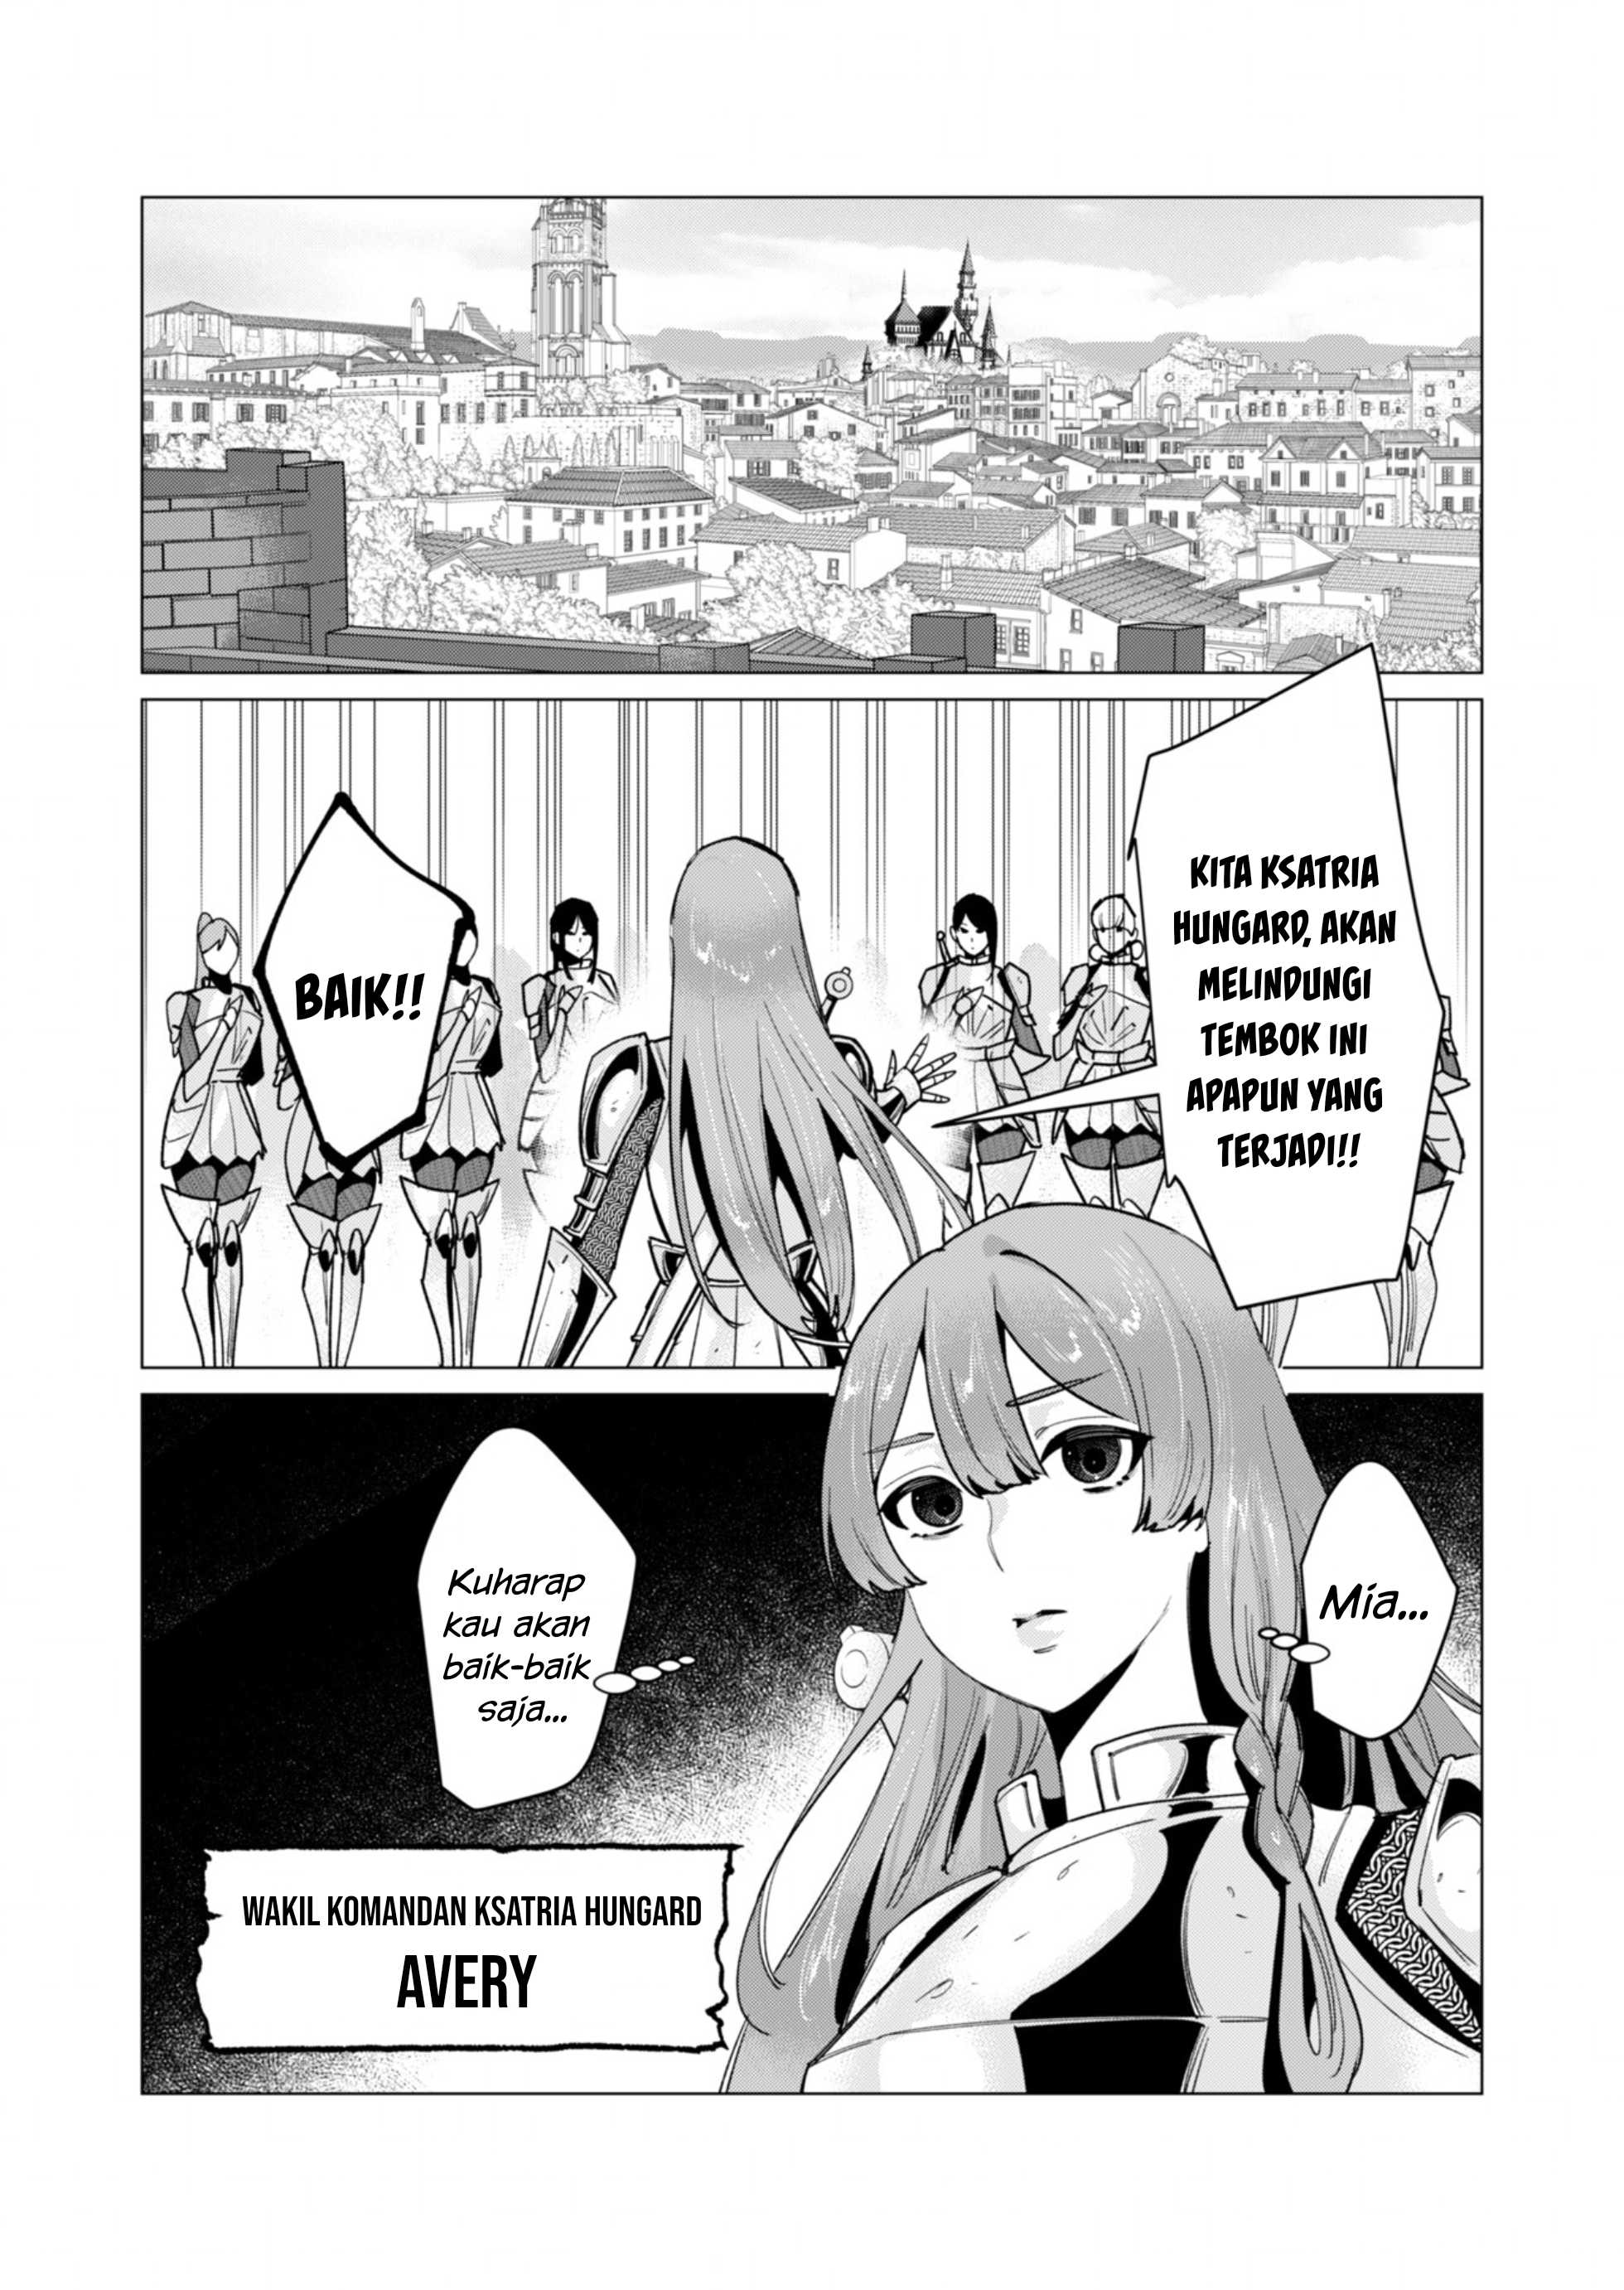 KITA KSATRIA
HUNGARD, AKAN
MELINDUNGI
TEMBOK INI
APAPUN YANG
TERJADI!!
BAIK!!
Mia...
Kuharap
kau akan
baik-baik
saja...
WAKIL KOMANDAN KSATRIA HUNGARD
AVERY